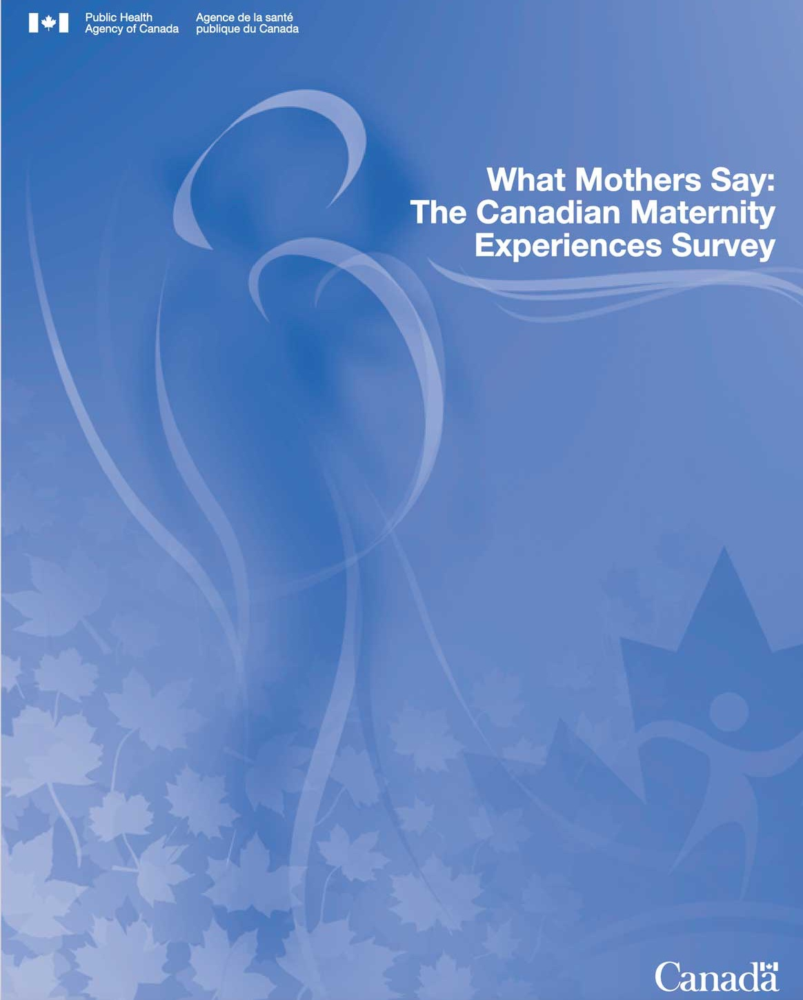 Public Health
Agency of Canada
Agence de la santé
publique du Canada
What Mothers Say:
The Canadian Maternity
Experiences Survey
Canada